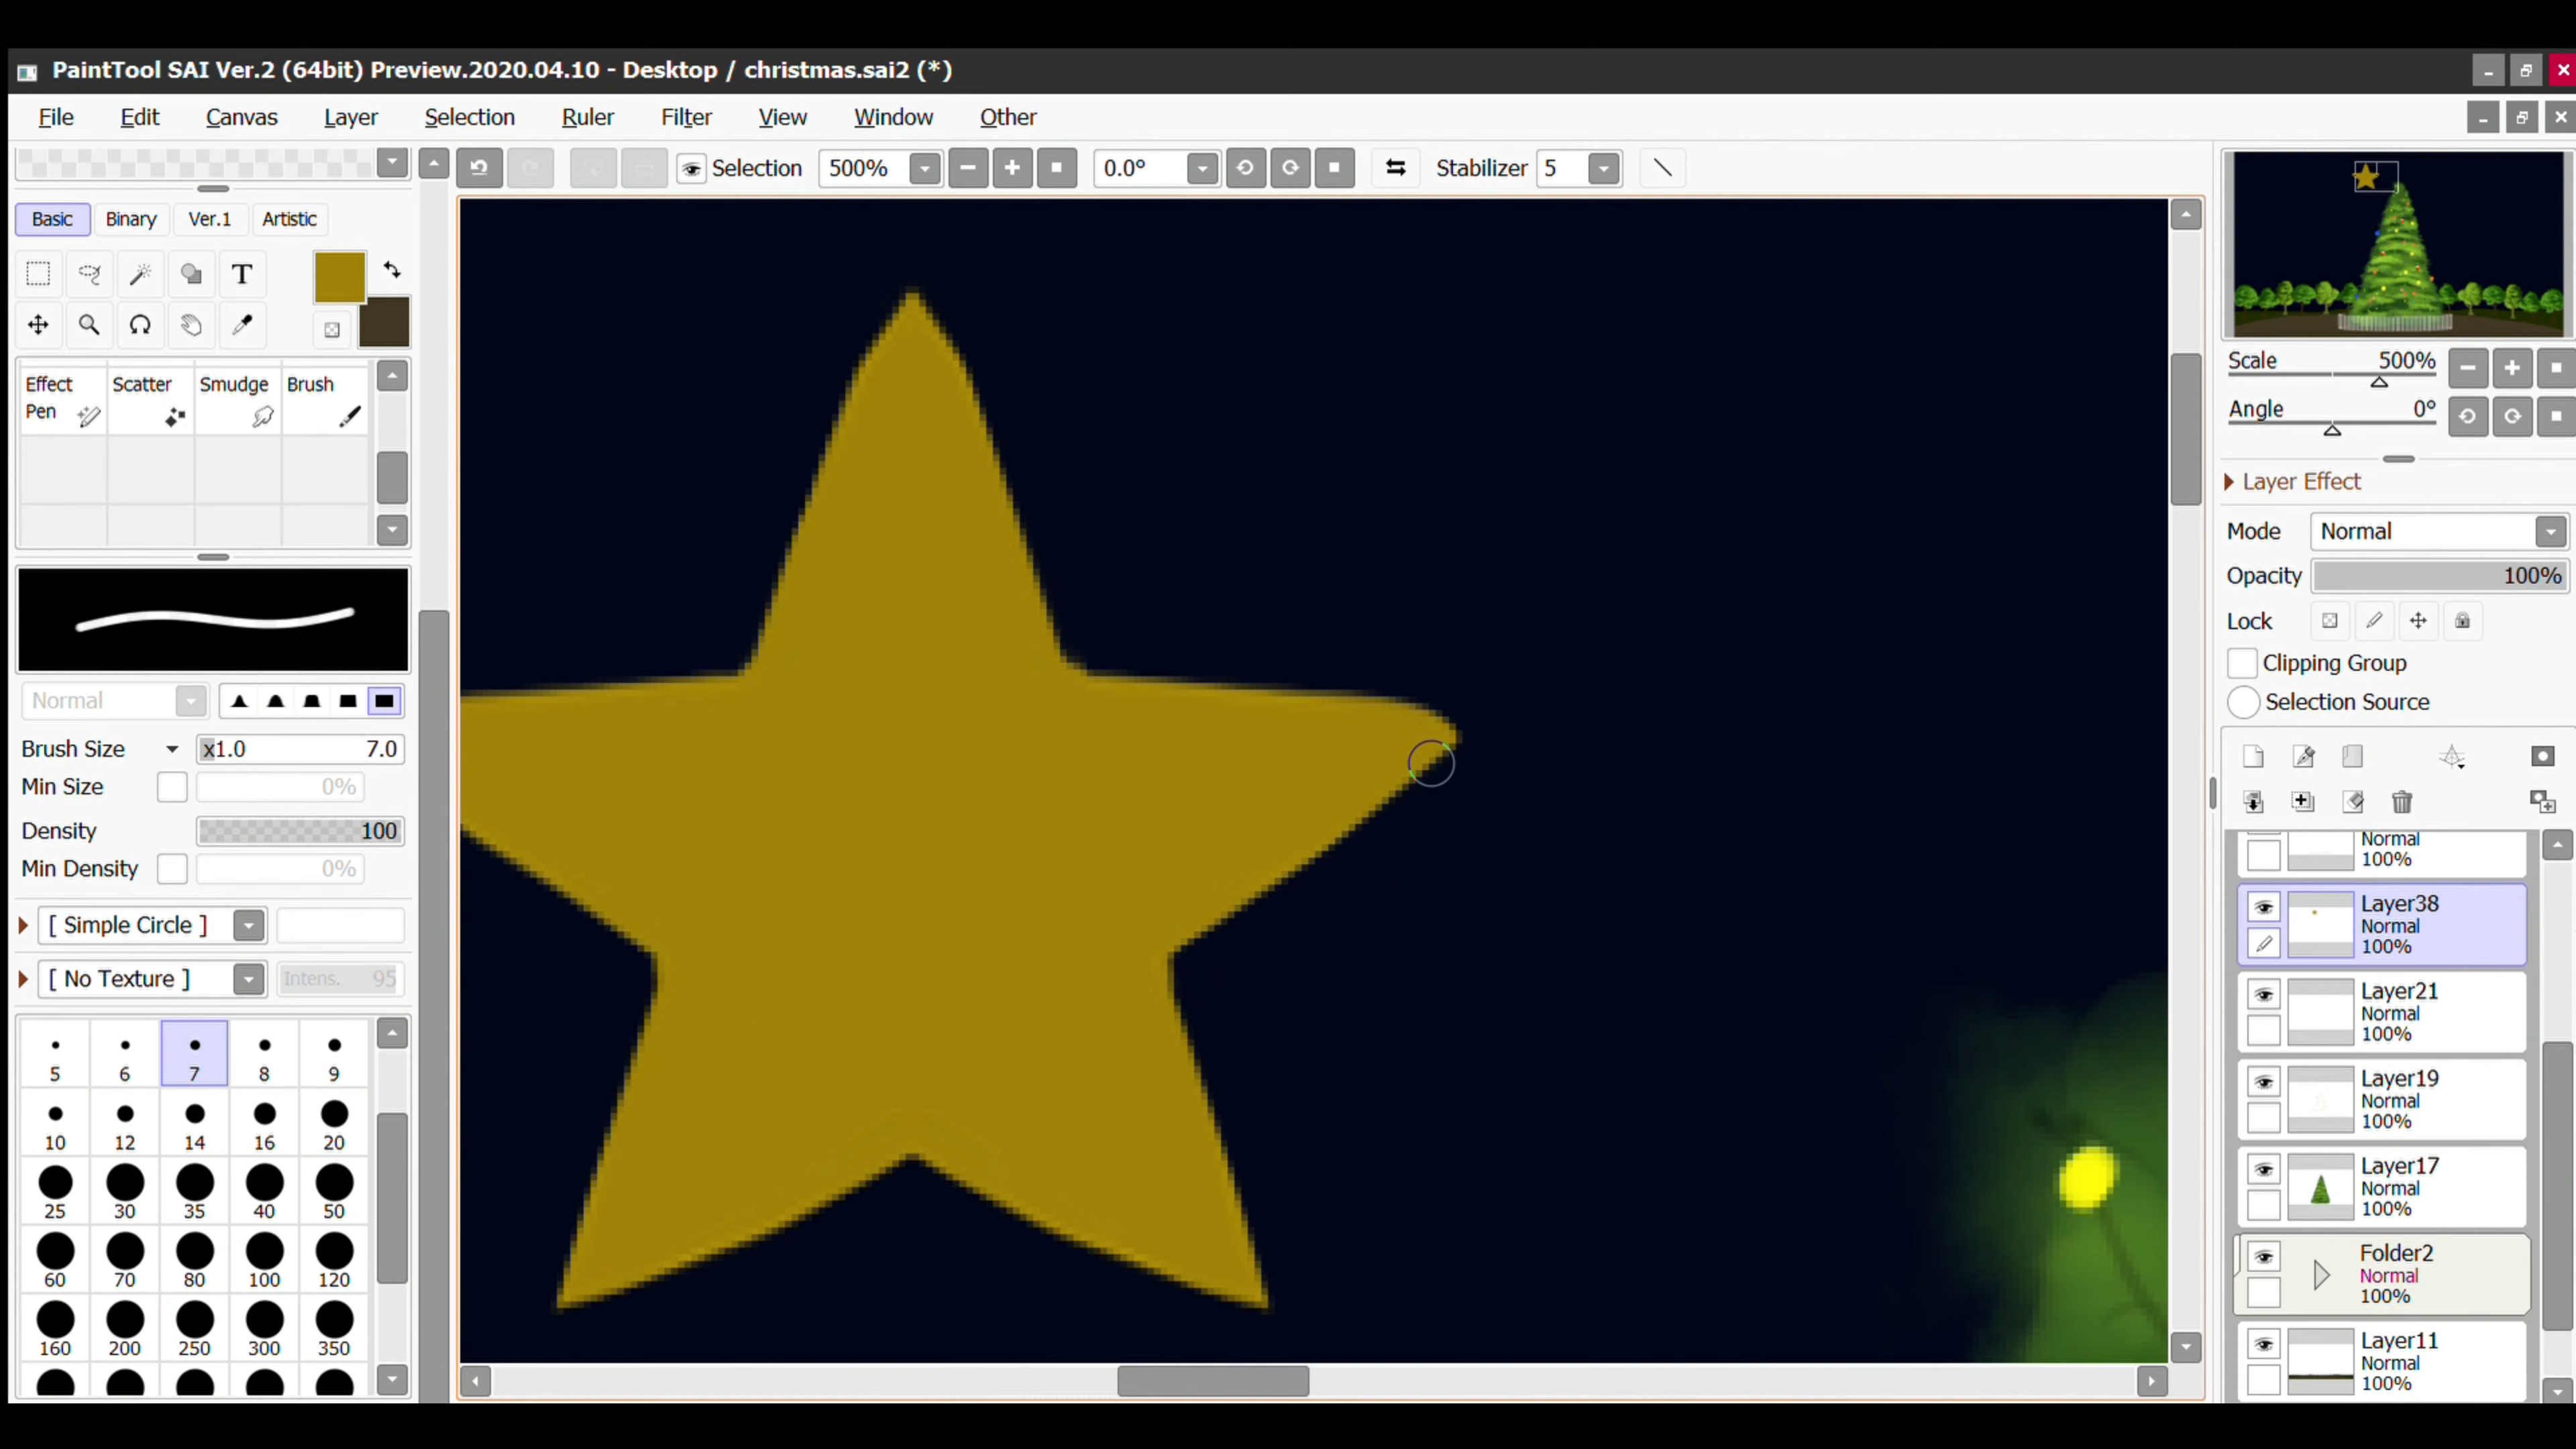 PaintTool SAI Ver.2 (64bit) Preview.2020.04.10 - Desktop / christmas.sai2 (*)
File Edit Canvas Layer Selection Ruler Filter View Window Other
Selection 500% 0.0° Stabilizer 5
Basic Binary Ver.1 Artistic
T
Effect Pen Scatter Smudge Brush
Normal
Brush Size x1.0 7.0
Min Size 0%
Density 100
Min Density 0%
[ Simple Circle ]
[ No Texture ] Intens. 95
5 6 7 8 9
10 12 14 16 20
25 30 35 40 50
60 70 80 100 120
160 200 250 300 350
Scale 500%
Angle 0°
Layer Effect
Mode Normal
Opacity 100%
Lock
Clipping Group
Selection Source
Normal
100%
Layer38
Normal
100%
Layer21
Normal
100%
Layer19
Normal
100%
Layer17
Normal
100%
Folder2
Normal
100%
Layer11
Normal
100%